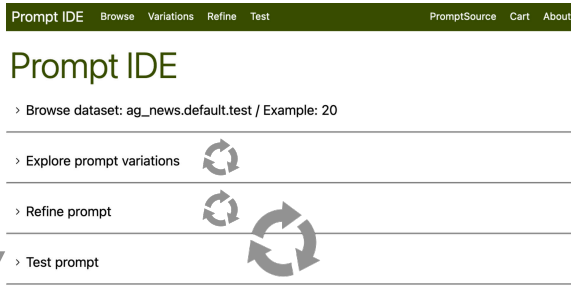 Prompt IDE Browse Variations Refine Test PromptSource Cart About
Prompt IDE
> Browse dataset: ag_news.default.test / Example: 20
> Explore prompt variations
> Refine prompt
> Test prompt